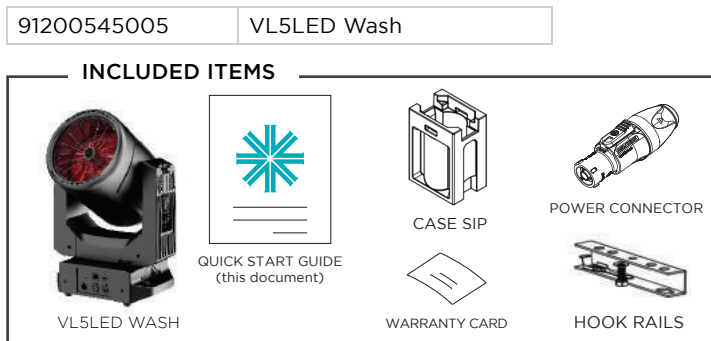 91200545005 VL5LED Wash
INCLUDED ITEMS
VL5LED WASH
QUICK START GUIDE
(this document)
CASE SIP
POWER CONNECTOR
WARRANTY CARD
HOOK RAILS